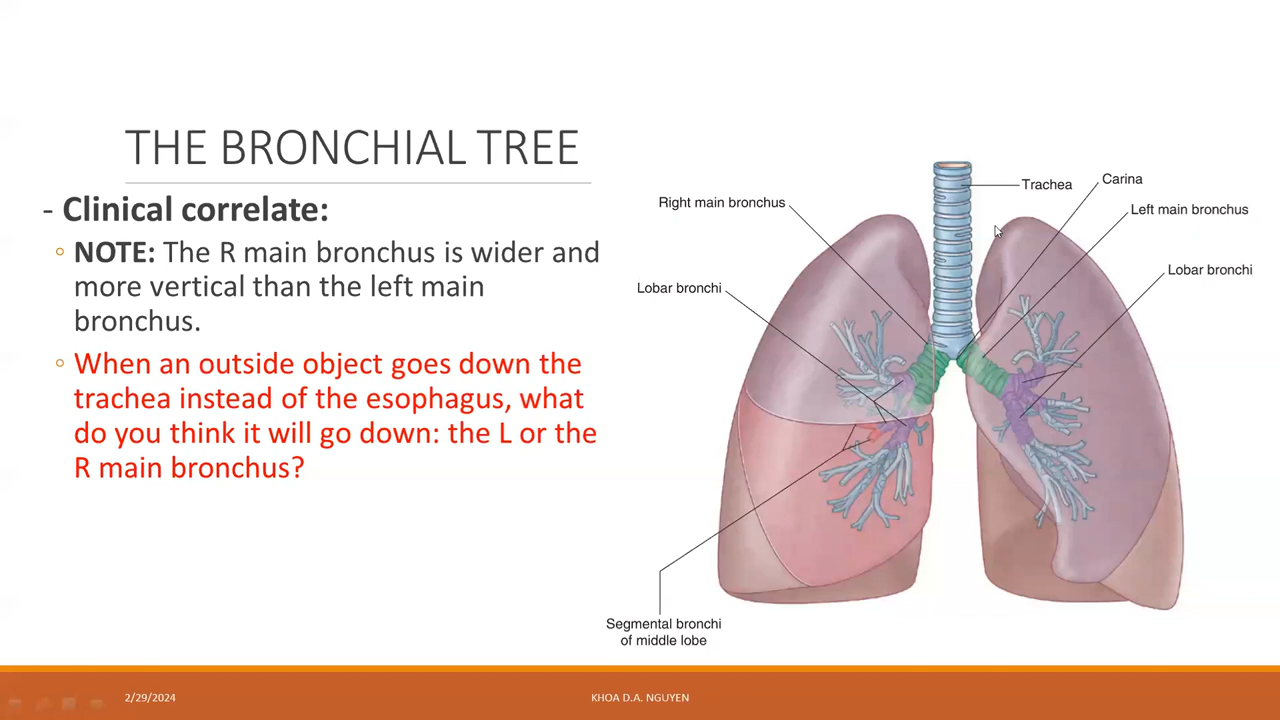 THE BRONCHIAL TREE
- Clinical correlate:
◦ NOTE: The R main bronchus is wider and
more vertical than the left main
bronchus.
◦ When an outside object goes down the
trachea instead of the esophagus, what
do you think it will go down: the L or the
R main bronchus?
Trachea
Carina
Right main bronchus
Left main bronchus
Lobar bronchi
Lobar bronchi
Segmental bronchi
of middle lobe
2/29/2024
KHOA D.A. NGUYEN